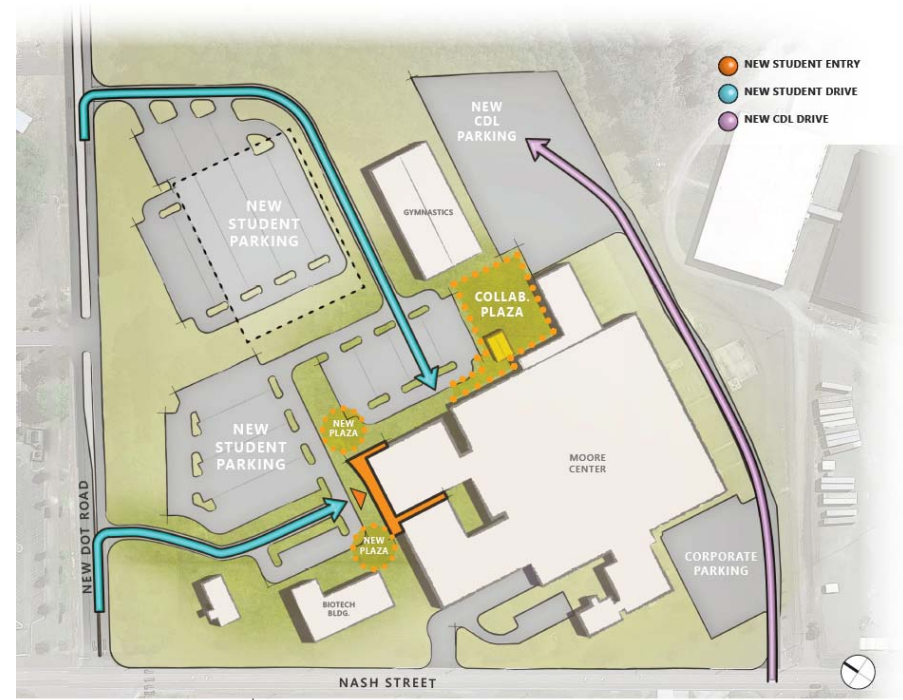 NEW STUDENT ENTRY
NEW STUDENT DRIVE
NEW CDL DRIVE
NEW
CDL
PARKING
GYMNASTICS
NEW
STUDENT
PARKING
COLLAB.
PLAZA
NEW
PLAZA
NEW
STUDENT
PARKING
MOORE
CENTER
NEW DOT ROAD
NEW
PLAZA
CORPORATE
PARKING
BIOTECH
BLDG.
NASH STREET